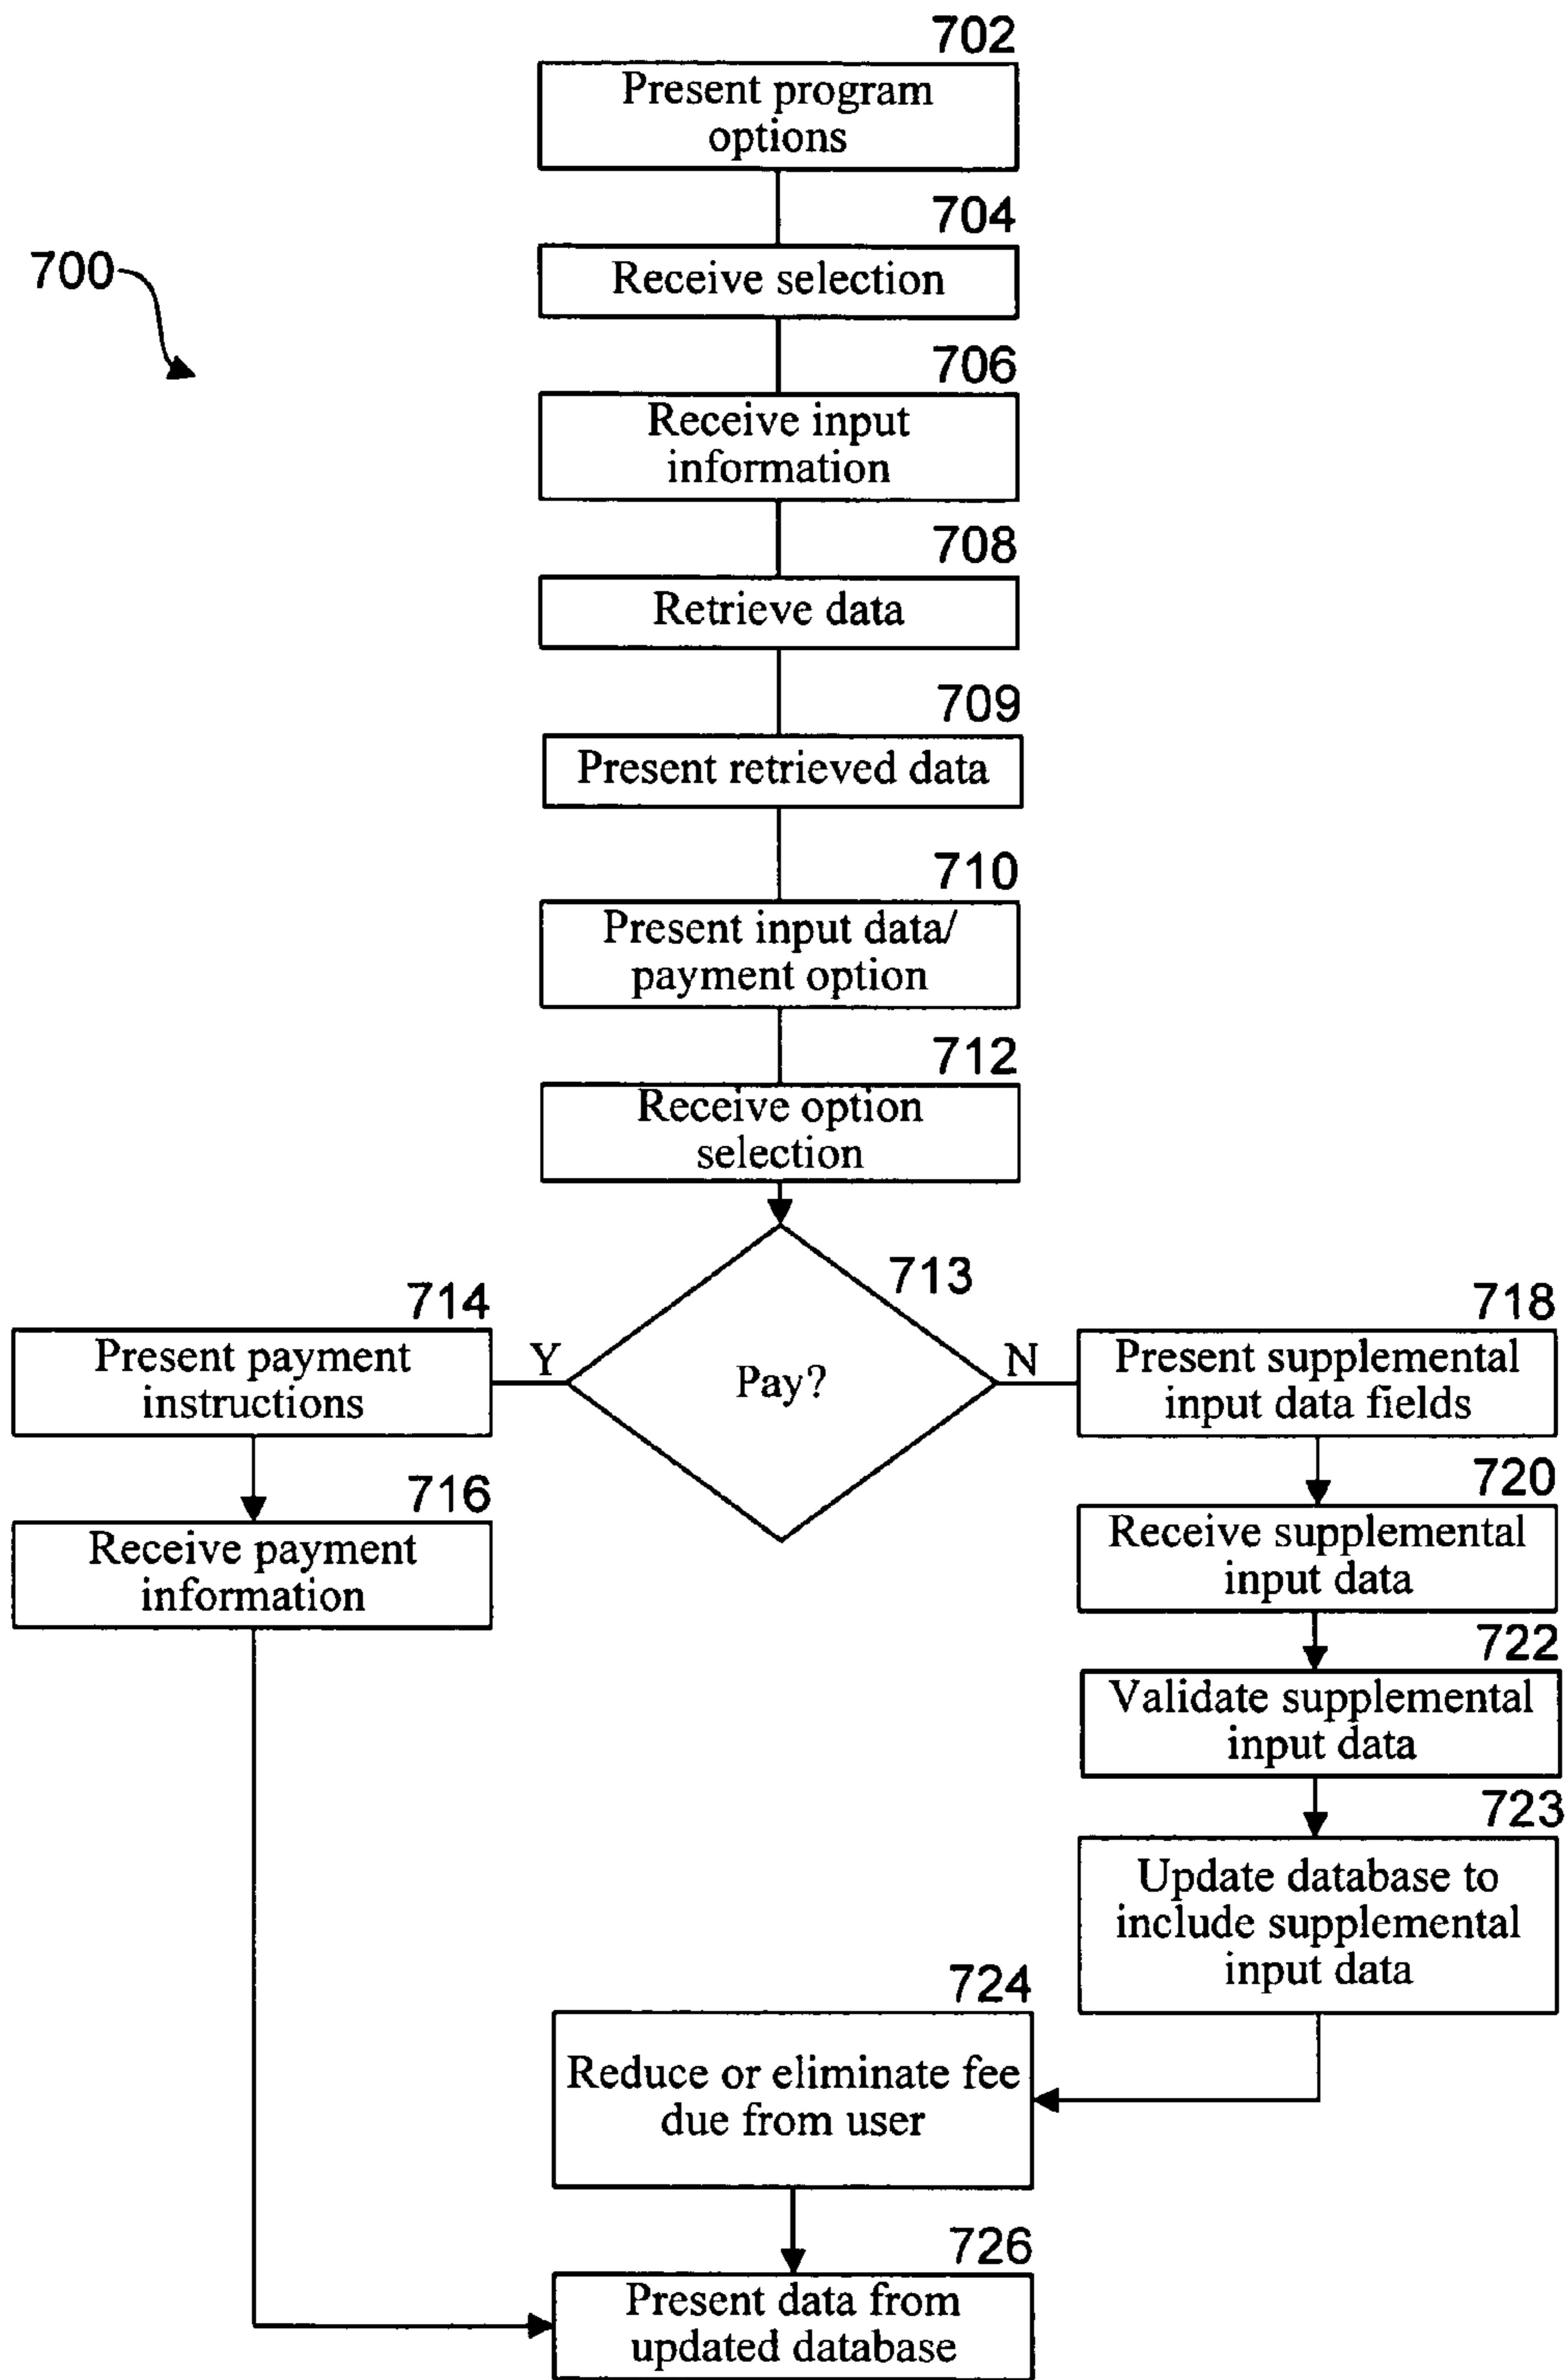 702
Present program
options
704
Receive selection
700
706
Receive input
information
708
Retrieve data
709
Present retrieved data
710
Present input data/
payment option
712
Receive option
selection
713
Pay?
Y
N
714
Present payment
instructions
716
Receive payment
information
718
Present supplemental
input data fields
720
Receive supplemental
input data
722
Validate supplemental
input data
723
Update database to
include supplemental
input data
724
Reduce or eliminate fee
due from user
726
Present data from
updated database